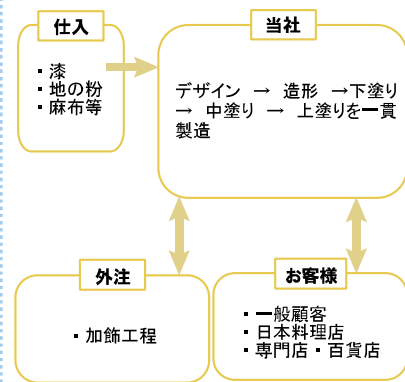 仕入
・漆
・地の粉
・麻布等
当社
デザイン → 造形 →下塗り
→ 中塗り → 上塗りを一貫
製造
外注
・加飾工程
お客様
・一般顧客
・日本料理店
・専門店・百貨店